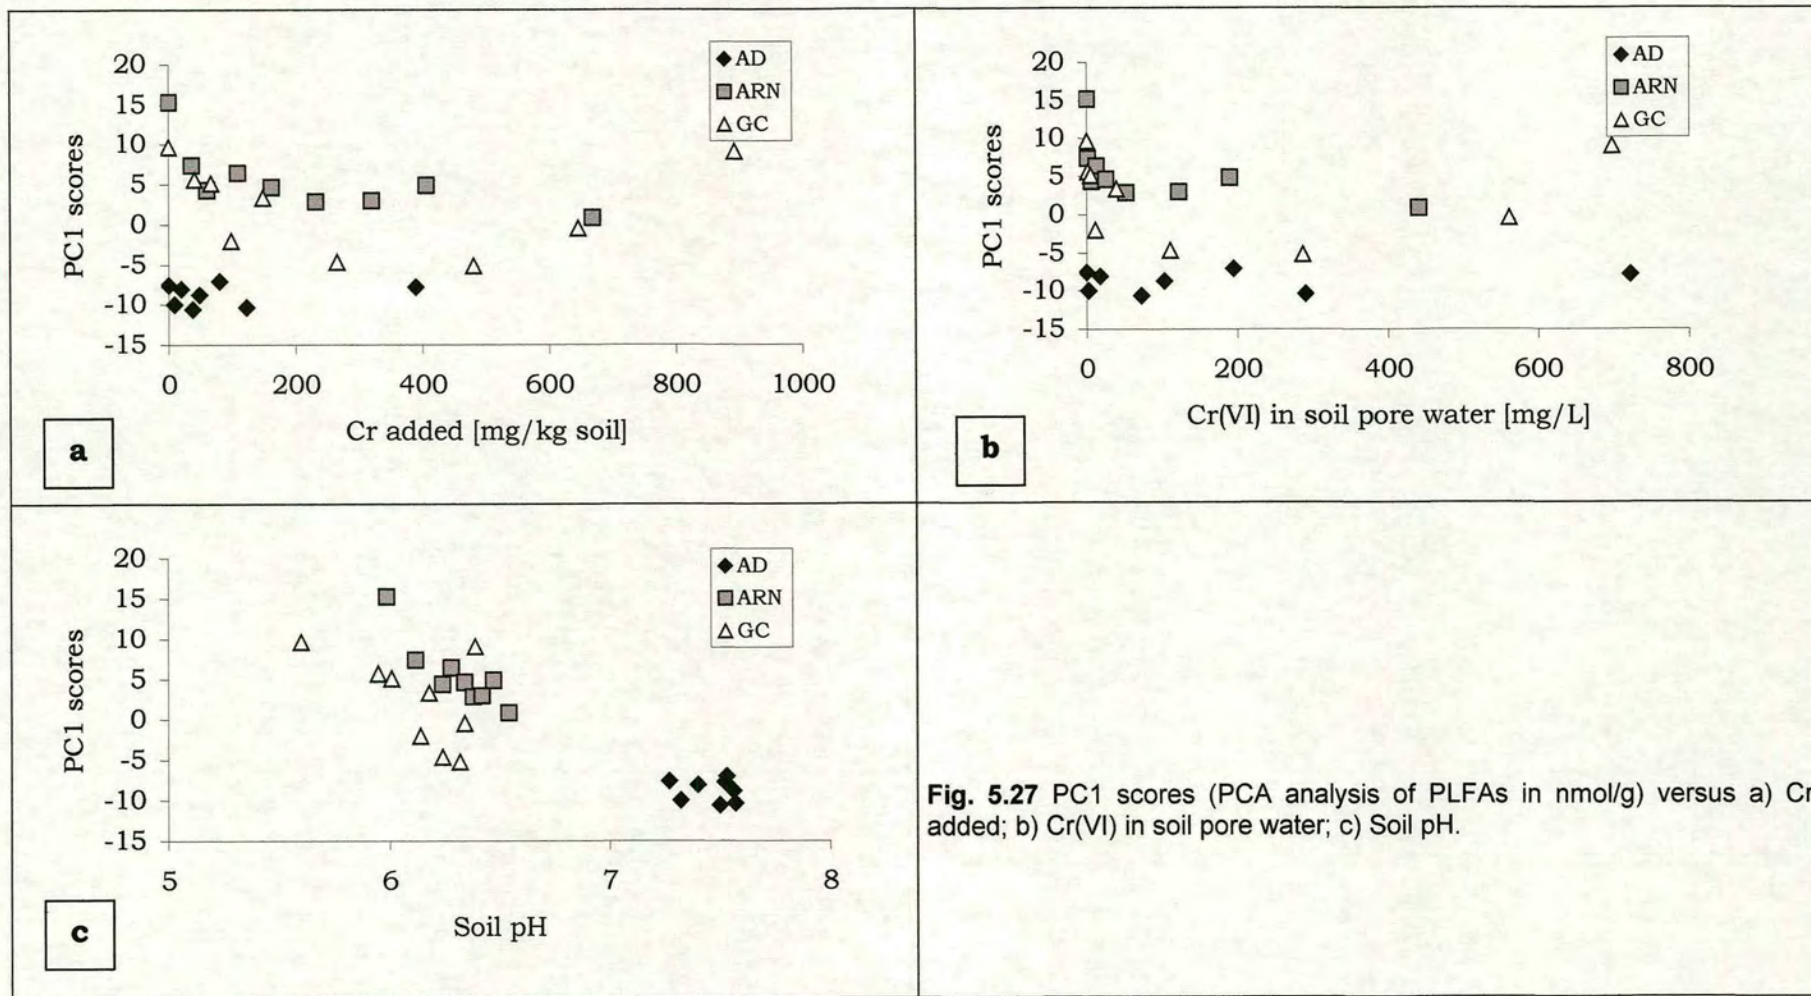 20
15
10
5
0
-5
-10
-15
PC1 scores
0 200 400 600 800 1000
Cr added [mg/kg soil]
AD
ARN
GC
a
20
15
10
5
0
-5
-10
-15
PC1 scores
0 200 400 600 800
Cr(VI) in soil pore water [mg/L]
AD
ARN
GC
b
20
15
10
5
0
-5
-10
-15
PC1 scores
5 6 7 8
Soil pH
AD
ARN
GC
c
Fig. 5.27 PC1 scores (PCA analysis of PLFAs in nmol/g) versus a) Cr
added; b) Cr(VI) in soil pore water; c) Soil pH.